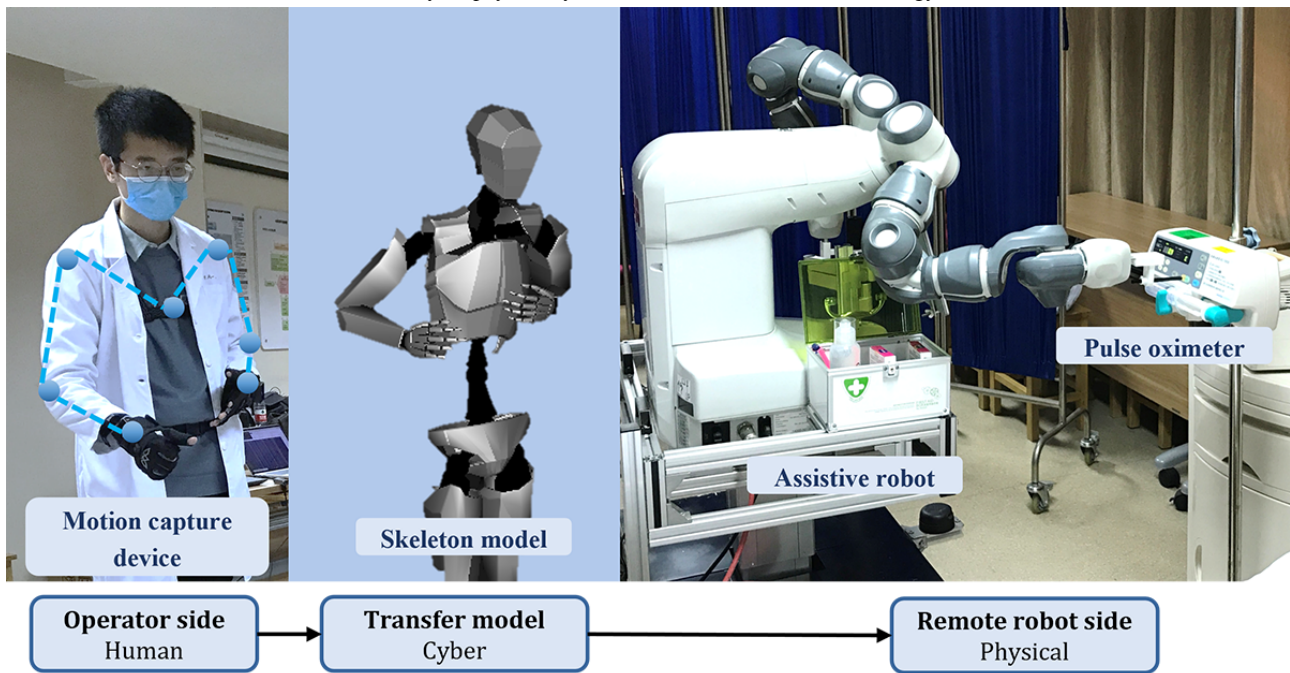 Motion capture
device
Skeleton model
Assistive robot
Pulse oximeter
Operator side
Human
Transfer model
Cyber
Remote robot side
Physical